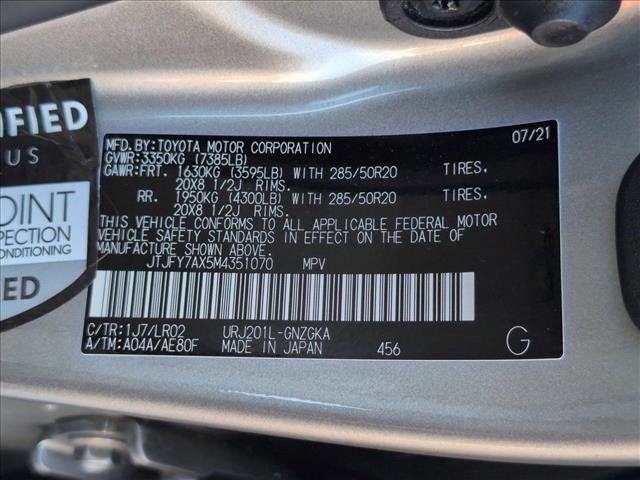 IFIED
US
OINT
PECTION
CONDITIONING
IED
MFD.BY:TOYOTA MOTOR CORPORATION 07/21
GVWR:3350KG (7385LB)
GAWR:FRT. 1630KG (3595LB) WITH 285/50R20 TIRES,
20X8 1/2J RIMS.
RR. 1950KG (4300LB) WITH 285/50R20 TIRES,
20X8 1/2J RIMS.
THIS VEHICLE CONFORMS TO ALL APPLICABLE FEDERAL MOTOR
VEHICLE SAFETY STANDARDS IN EFFECT ON THE DATE OF
MANUFACTURE SHOWN ABOVE.
JTJFY7AX5M4351070 MPV
C/TR:1J7/LR02 URJ201L-GNZGKA
A/TM:A04A/AE80F MADE IN JAPAN 456 G